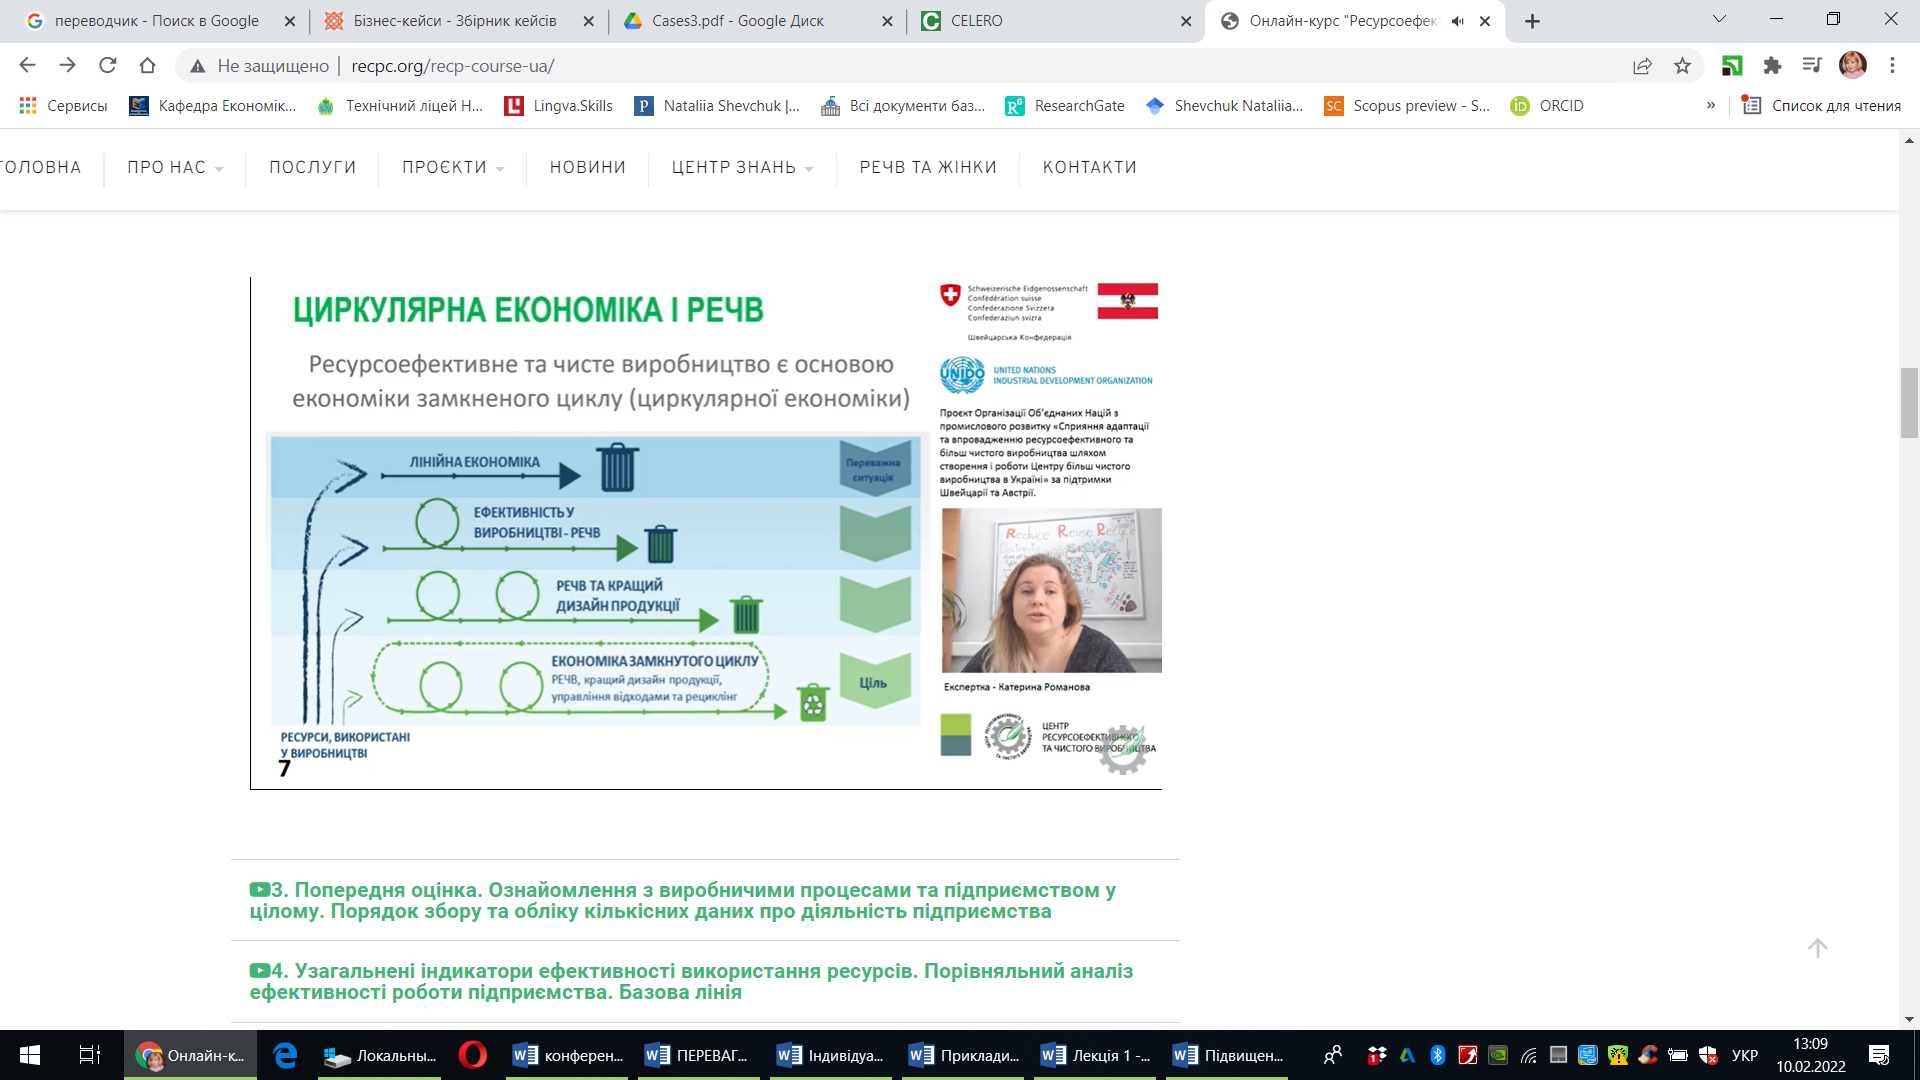 переводчик - Поиск в Google
Бізнес-кейси - Збірник кейсів
Cases3.pdf - Google Диск
CELERO
Онлайн-курс "Ресурсоефек
Не защищено
recpc.org/recp-course-ua/
Сервисы
Кафедра Економік...
Технічний ліцей Н...
Lingva.Skills
Nataliia Shevchuk |...
Всі документи баз...
ResearchGate
Shevchuk Nataliia...
Scopus preview - S...
ORCID
»
Список для чтения
ГОЛОВНА
ПРО НАС
ПОСЛУГИ
ПРОЄКТИ
НОВИНИ
ЦЕНТР ЗНАНЬ
РЕЧВ ТА ЖІНКИ
КОНТАКТИ
ЦИРКУЛЯРНА ЕКОНОМІКА І РЕЧВ
Ресурсоефективне та чисте виробництво є основою
економіки замкненого циклу (циркулярної економіки)
ЛІНІЙНА ЕКОНОМІКА
Переважна
ситуація
ЕФЕКТИВНІСТЬ У
ВИРОБНИЦТВІ - РЕЧВ
РЕЧВ ТА КРАЩИЙ
ДИЗАЙН ПРОДУКЦІЇ
ЕКОНОМІКА ЗАМКНУТОГО ЦИКЛУ
РЕЧВ, кращий дизайн продукції,
управління відходами та рециклінг
Ціль
РЕСУРСИ, ВИКОРИСТАНІ
У ВИРОБНИЦТВІ
7
Schweizerische Eidgenossenschaft
Confédération suisse
Confederazione Svizzera
Confederaziun svizra
Швейцарська Конфедерація
UNIDO
UNITED NATIONS
INDUSTRIAL DEVELOPMENT ORGANIZATION
Проєкт Організації Об'єднаних Націй з
промислового розвитку «Сприяння адаптації
та впровадженню ресурсоефективного та
більш чистого виробництва шляхом
створення і роботи Центру більш чистого
виробництва в Україні» за підтримки
Швейцарії та Австрії.
Reduce Reuse Recycle
Експертка - Катерина Романова
ЦЕНТР
РЕСУРСОЕФЕКТИВНОГО
ТА ЧИСТОГО ВИРОБНИЦТВА
3. Попередня оцінка. Ознайомлення з виробничими процесами та підприємством у
цілому. Порядок збору та обліку кількісних даних про діяльність підприємства
4. Узагальнені індикатори ефективності використання ресурсів. Порівняльний аналіз
ефективності роботи підприємства. Базова лінія
Онлайн-к...
Локальны...
конферен...
ПЕРЕВАГ...
Індивідуа...
Приклади...
Лекція 1 -...
Підвищен...
УКР
13:09
10.02.2022